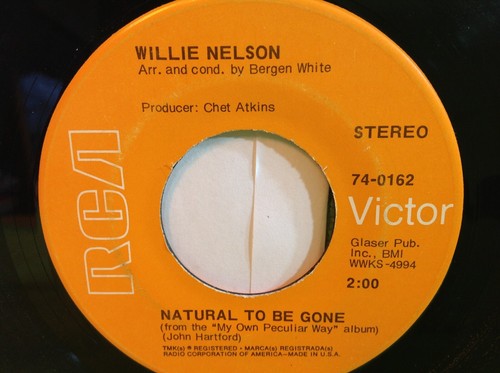 WILLIE NELSON
Arr. and cond. by Bergen White
Producer: Chet Atkins
STEREO
RCA
74-0162
Victor
Glaser Pub.
Inc., BMI
WWKS-4994
2:00
NATURAL TO BE GONE
(from the "My Own Peculiar Way" album)
(John Hartford)
TMK(s) ® REGISTERED • MARCA(s) REGISTRADA(s)
RADIO CORPORATION OF AMERICA—MADE IN U.S.A.